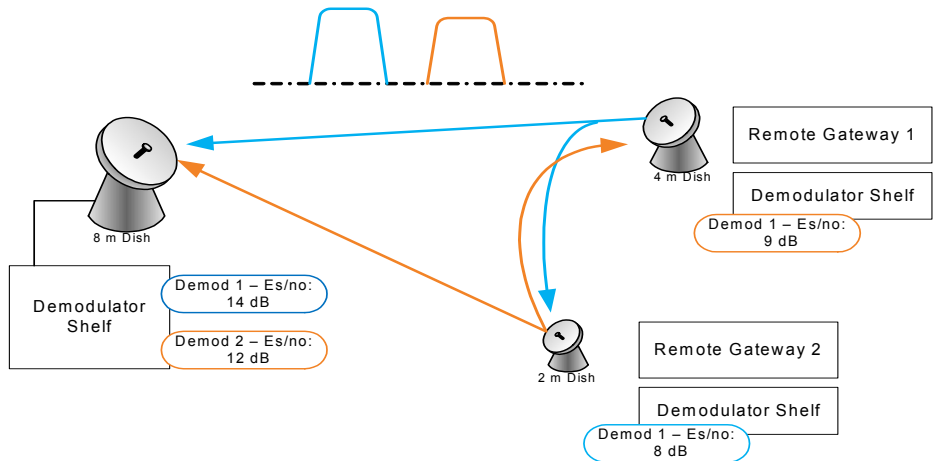 Remote Gateway 1
4 m Dish
Demodulator Shelf
Demod 1 – Es/no:
9 dB
8 m Dish
Demodulator
Shelf
Demod 1 – Es/no:
14 dB
Demod 2 – Es/no:
12 dB
2 m Dish
Remote Gateway 2
Demodulator Shelf
Demod 1 – Es/no:
8 dB